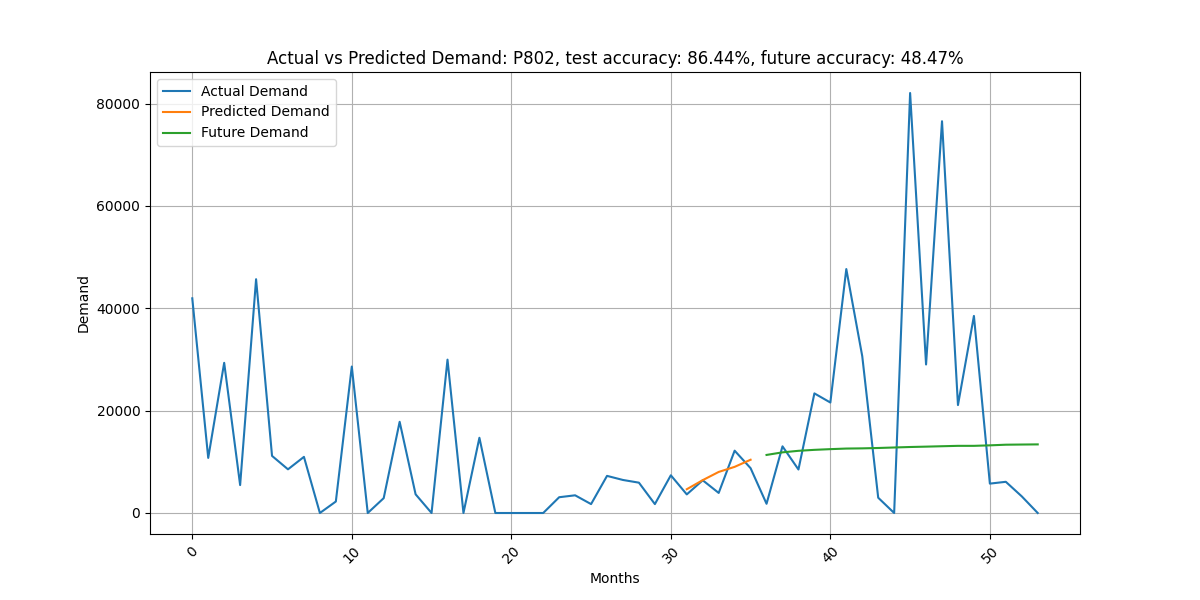 Actual vs Predicted Demand: P802, test accuracy: 86.44%, future accuracy: 48.47%
Actual Demand
Predicted Demand
Future Demand
80000
60000
40000
20000
0
Demand
0 10 20 30 40 50
Months